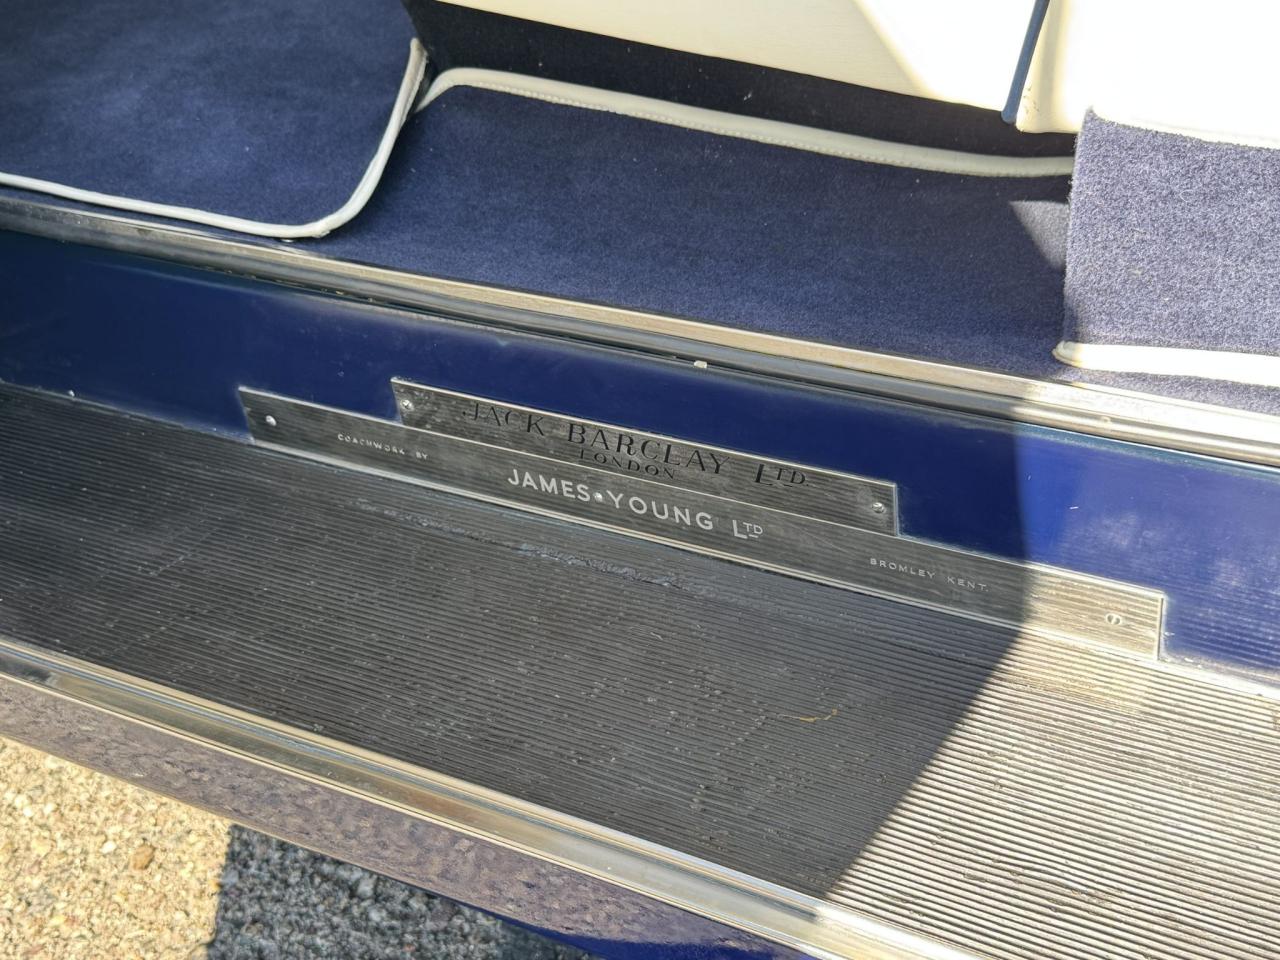 JACK BARCLAY LTD.
LONDON
COACHWORK BY
JAMES·YOUNG LTD
BROMLEY KENT.